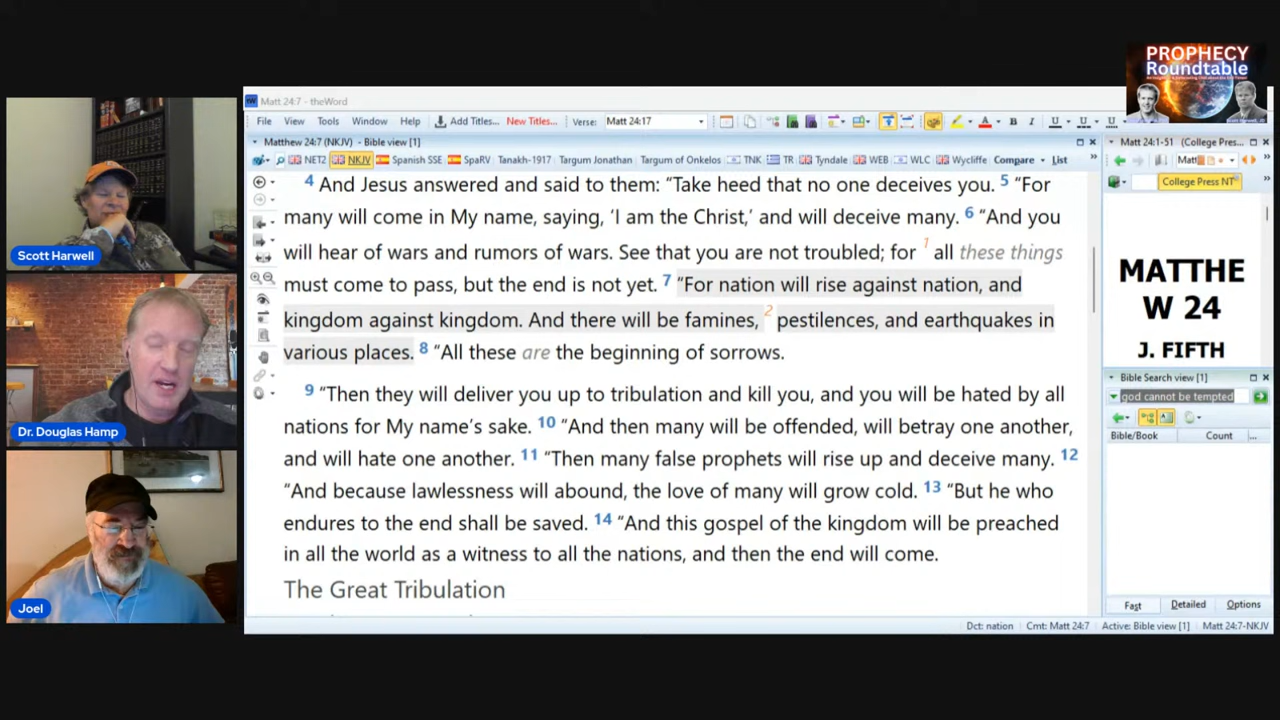 PROPHECY
Roundtable
Scott Harwell
Dr. Douglas Hamp
Joel
Matt 24:7 - theWord
File View Tools Window Help Add Titles... New Titles... Verse: Matt 24:17 B I U U U
Matthew 24:7 (NKJV) - Bible view [1]
NET2 NKJV Spanish SSE SpaRV Tanakh-1917 Targum Jonathan Targum of Onkelos TNK TR Tyndale WEB WLC Wycliffe Compare List
4 And Jesus answered and said to them: “Take heed that no one deceives you. 5 “For
many will come in My name, saying, ‘I am the Christ,’ and will deceive many. 6 “And you
will hear of wars and rumors of wars. See that you are not troubled; for 1 all these things
must come to pass, but the end is not yet. 7 “For nation will rise against nation, and
kingdom against kingdom. And there will be famines, 2 pestilences, and earthquakes in
various places. 8 “All these are the beginning of sorrows.
9 “Then they will deliver you up to tribulation and kill you, and you will be hated by all
nations for My name’s sake. 10 “And then many will be offended, will betray one another,
and will hate one another. 11 “Then many false prophets will rise up and deceive many. 12
“And because lawlessness will abound, the love of many will grow cold. 13 “But he who
endures to the end shall be saved. 14 “And this gospel of the kingdom will be preached
in all the world as a witness to all the nations, and then the end will come.
The Great Tribulation
Matt 24:1-51 (College Pres...
Matt
College Press NT
MATTHE
W 24
J. FIFTH
Bible Search view [1]
god cannot be tempted
Bible/Book Count ...
Fast Detailed Options
Dct: nation Cmt: Matt 24:7 Active: Bible view [1] Matt 24:7-NKJV